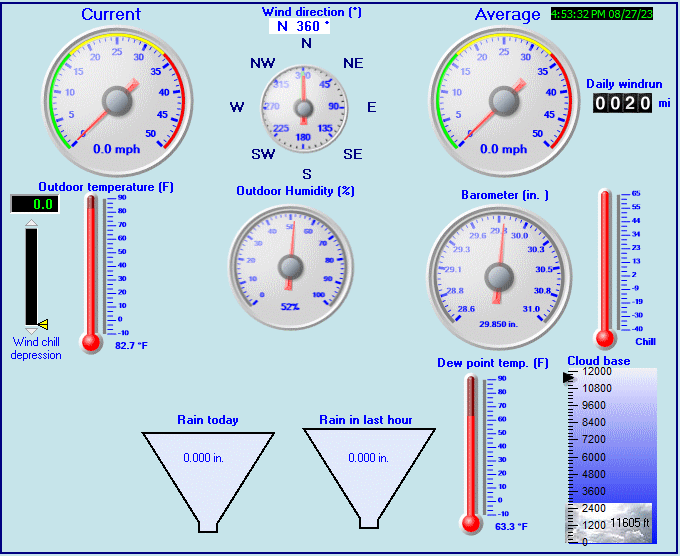 Current
Wind direction (°)
N 360 °
Average
4:53:32 PM 08/27/23
0 5 10 15 20 25 30 35 40 45 50
0.0 mph
N
NW NE
W E
SW SE
S
360 45 90 135 180 225 270 315
0 5 10 15 20 25 30 35 40 45 50
0.0 mph
Daily windrun
0020 mi
Outdoor temperature (F)
0.0
90
80
70
60
50
40
30
20
10
0
-10
82.7 °F
Wind chill
depression
Outdoor Humidity (%)
0 10 20 30 40 50 60 70 80 90 100
52%
Barometer (in. )
28.6 28.8 29.1 29.3 29.6 29.8 30.0 30.3 30.5 30.8 31.0
29.850 in.
65
55
44
34
23
13
2
-9
-19
-30
-40
Chill
Dew point temp. (F)
90
80
70
60
50
40
30
20
10
0
-10
63.3 °F
Cloud base
12000
10800
9600
8400
7200
6000
4800
3600
2400
1200
0
11605 ft
Rain today
0.000 in.
Rain in last hour
0.000 in.